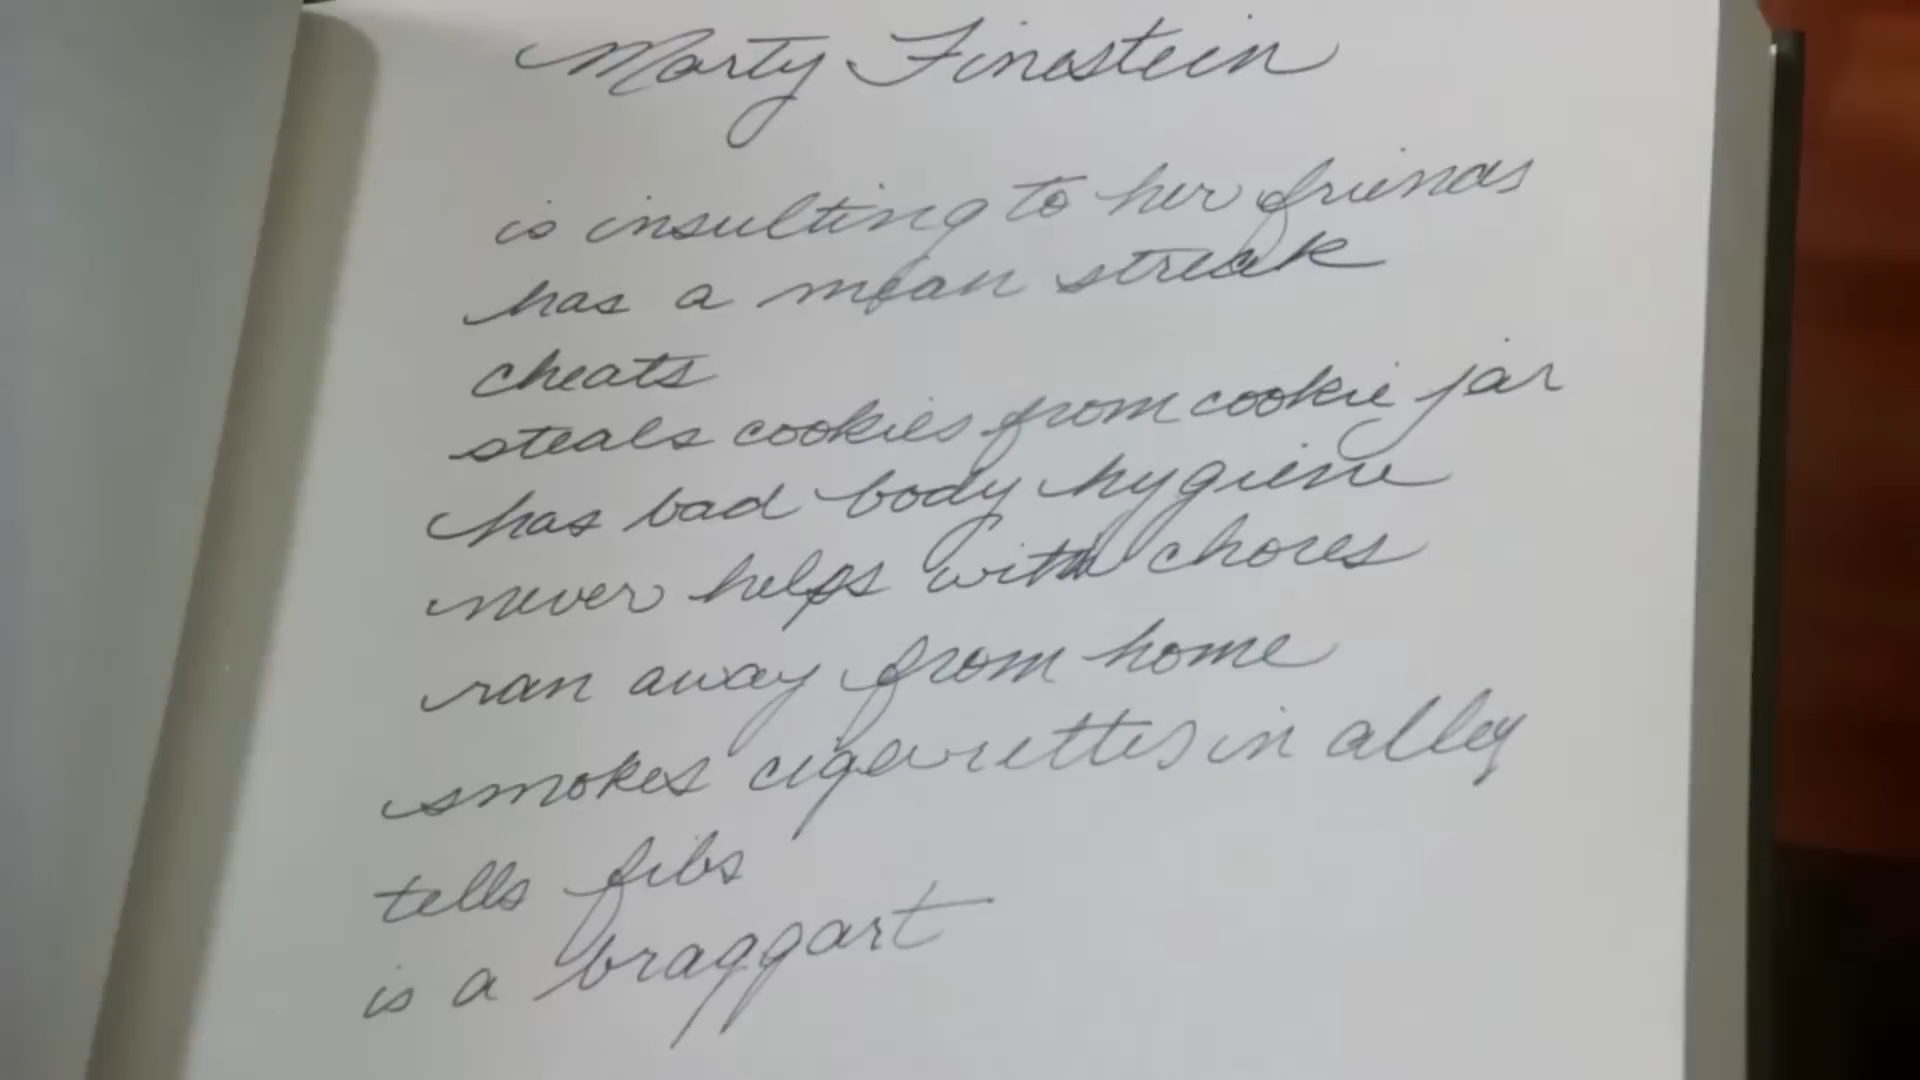 Marty Finestein
is insulting to her friends
has a mean streak
cheats
steals cookies from cookie jar
has bad body hygiene
never helps with chores
ran away from home
smokes cigarettes in alley
tells fibs
is a braggart